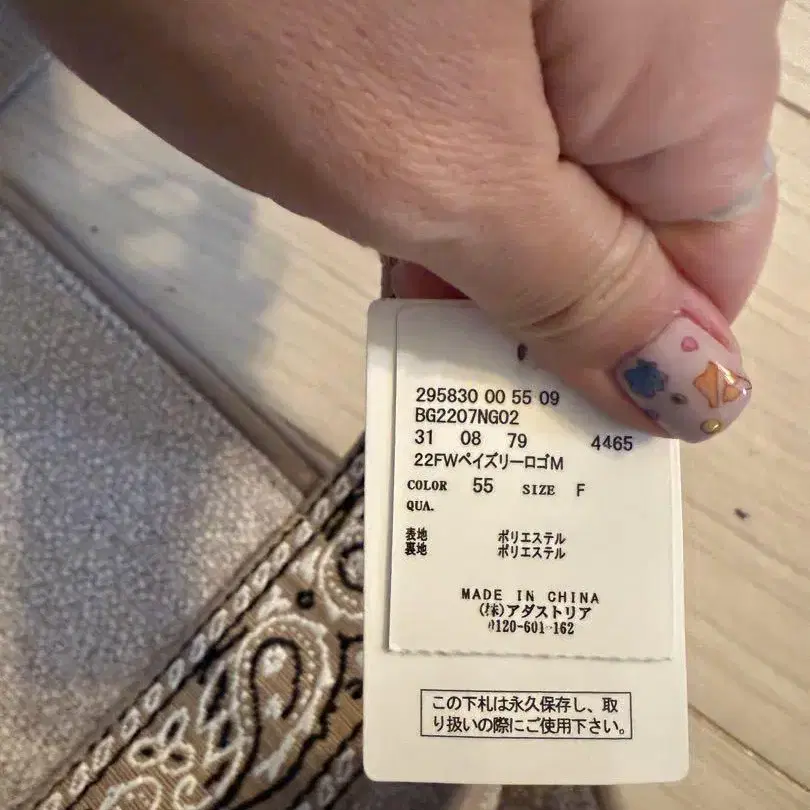 295830 00 55 09
BG2207NG02
31 08 79 4465
22FWペイズリーロゴM
COLOR 55 SIZE F
QUA.
表地 ポリエステル
裏地 ポリエステル
MADE IN CHINA
(株)アダストリア
0120-601-162
この下札は永久保存し、取
り扱いの際にご使用下さい。